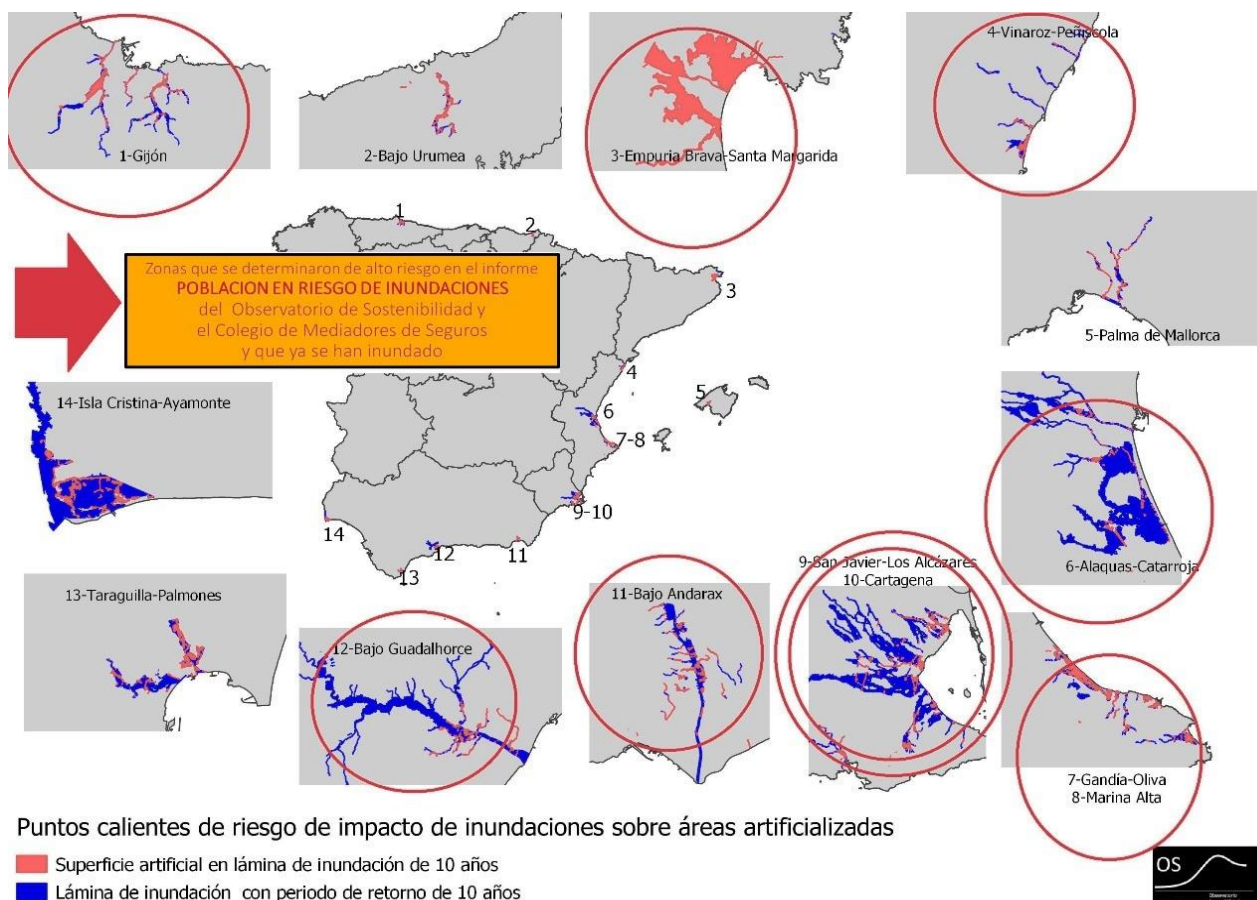 1-Gijón
2-Bajo Urumea
3-Empuria Brava-Santa Margarida
4-Vinaroz-Peñiscola
1
2
Zonas que se determinaron de alto riesgo en el informe
POBLACION EN RIESGO DE INUNDACIONES
del Observatorio de Sostenibilidad y
el Colegio de Mediadores de Seguros
y que ya se han inundado
3
4
5
6
7-8
9-10
11
12
13
14
5-Palma de Mallorca
14-Isla Cristina-Ayamonte
6-Alaquas-Catarroja
13-Taraguilla-Palmones
12-Bajo Guadalhorce
11-Bajo Andarax
9-San Javier-Los Alcázares
10-Cartagena
7-Gandía-Oliva
8-Marina Alta
Puntos calientes de riesgo de impacto de inundaciones sobre áreas artificializadas
Superficie artificial en lámina de inundación de 10 años
Lámina de inundación con periodo de retorno de 10 años
OS